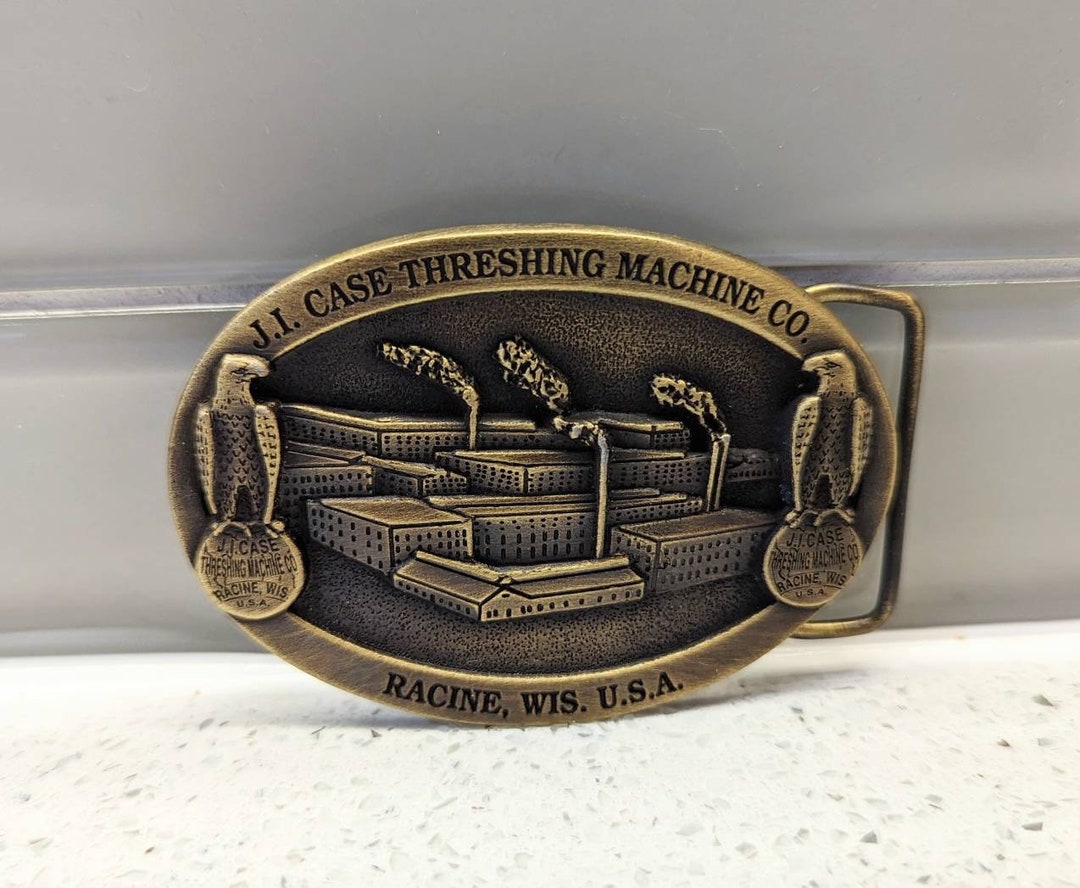 J.I. CASE THRESHING MACHINE CO.
J.I.CASE
THRESHING MACHINE CO
RACINE, WIS
U.S.A.
J.I.CASE
THRESHING MACHINE CO
RACINE, WIS
U.S.A.
RACINE, WIS. U.S.A.